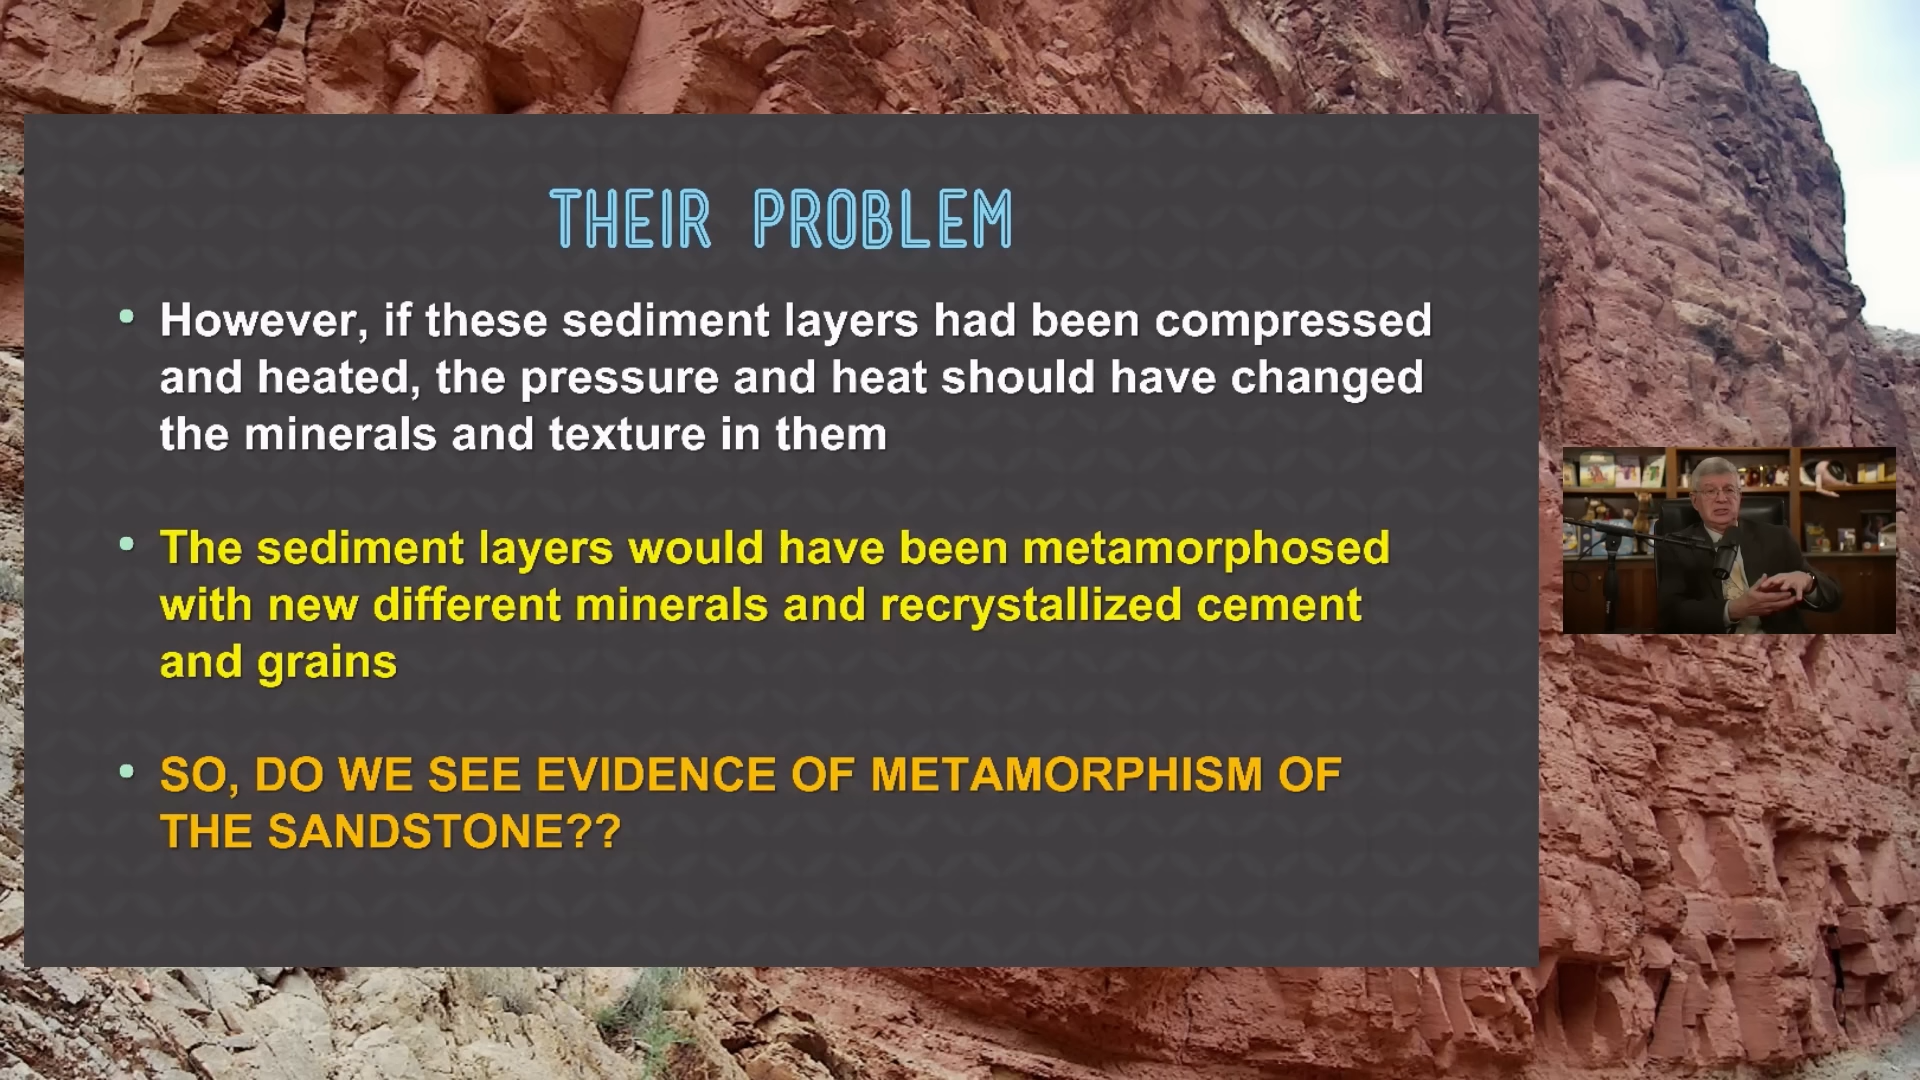 THEIR PROBLEM
• However, if these sediment layers had been compressed
and heated, the pressure and heat should have changed
the minerals and texture in them
• The sediment layers would have been metamorphosed
with new different minerals and recrystallized cement
and grains
• SO, DO WE SEE EVIDENCE OF METAMORPHISM OF
THE SANDSTONE??